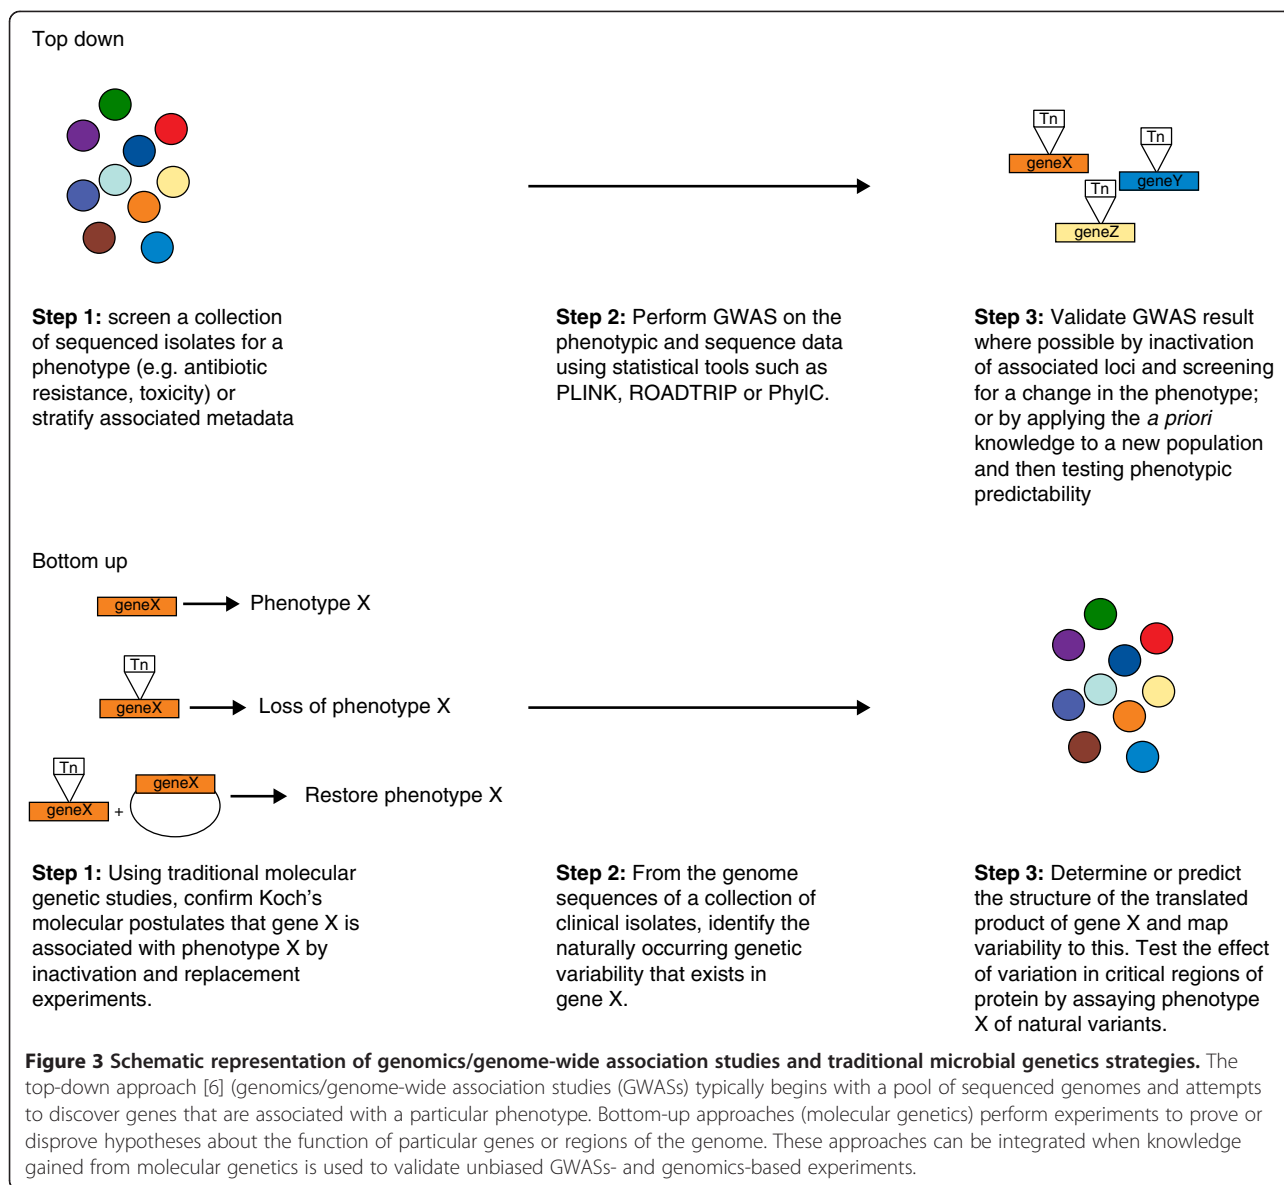 Top down
Tn
geneX
Tn
geneY
Tn
geneZ
Step 1: screen a collection
of sequenced isolates for a
phenotype (e.g. antibiotic
resistance, toxicity) or
stratify associated metadata
Step 2: Perform GWAS on the
phenotypic and sequence data
using statistical tools such as
PLINK, ROADTRIP or PhylC.
Step 3: Validate GWAS result
where possible by inactivation
of associated loci and screening
for a change in the phenotype;
or by applying the a priori
knowledge to a new population
and then testing phenotypic
predictability
Bottom up
geneX
Phenotype X
Tn
geneX
Loss of phenotype X
Tn
geneX
+
geneX
Restore phenotype X
Step 1: Using traditional molecular
genetic studies, confirm Koch's
molecular postulates that gene X is
associated with phenotype X by
inactivation and replacement
experiments.
Step 2: From the genome
sequences of a collection of
clinical isolates, identify the
naturally occurring genetic
variability that exists in
gene X.
Step 3: Determine or predict
the structure of the translated
product of gene X and map
variability to this. Test the effect
of variation in critical regions of
protein by assaying phenotype
X of natural variants.
Figure 3 Schematic representation of genomics/genome-wide association studies and traditional microbial genetics strategies. The
top-down approach [6] (genomics/genome-wide association studies (GWASs) typically begins with a pool of sequenced genomes and attempts
to discover genes that are associated with a particular phenotype. Bottom-up approaches (molecular genetics) perform experiments to prove or
disprove hypotheses about the function of particular genes or regions of the genome. These approaches can be integrated when knowledge
gained from molecular genetics is used to validate unbiased GWASs- and genomics-based experiments.